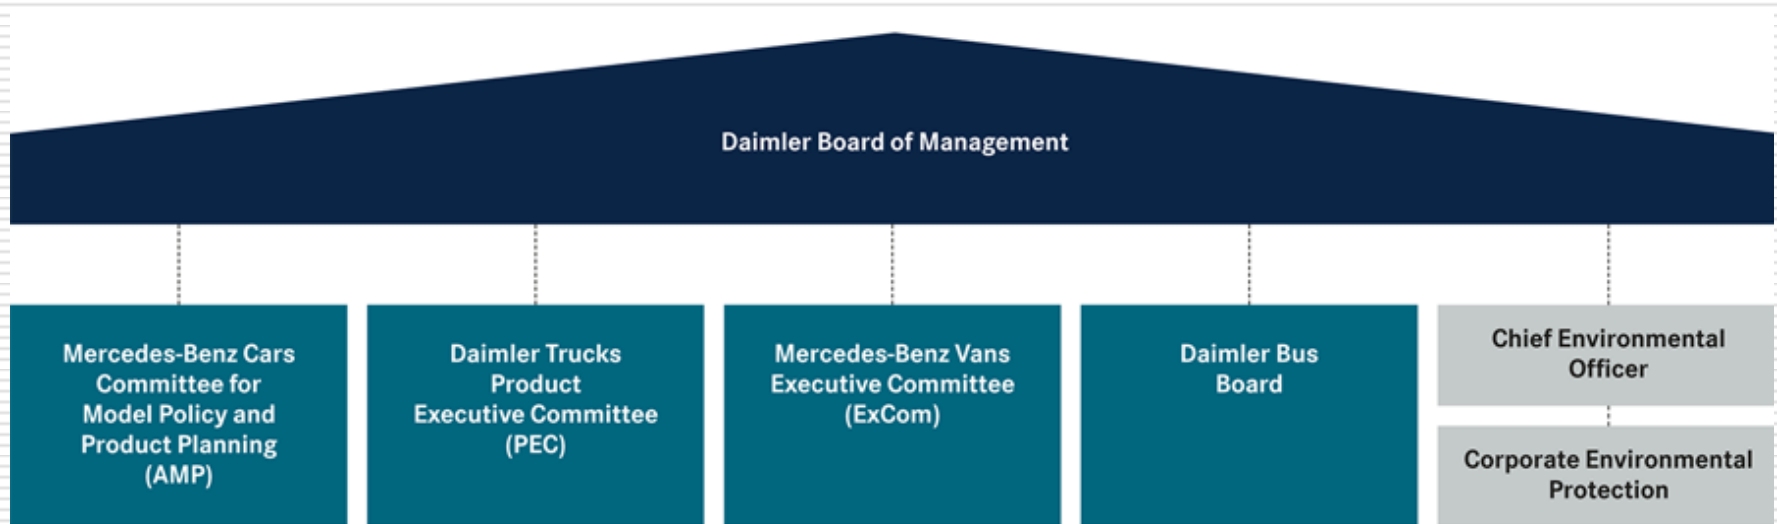 Daimler Board of Management
Mercedes-Benz Cars
Committee for
Model Policy and
Product Planning
(AMP)
Daimler Trucks
Product
Executive Committee
(PEC)
Mercedes-Benz Vans
Executive Committee
(ExCom)
Daimler Bus
Board
Chief Environmental
Officer
Corporate Environmental
Protection